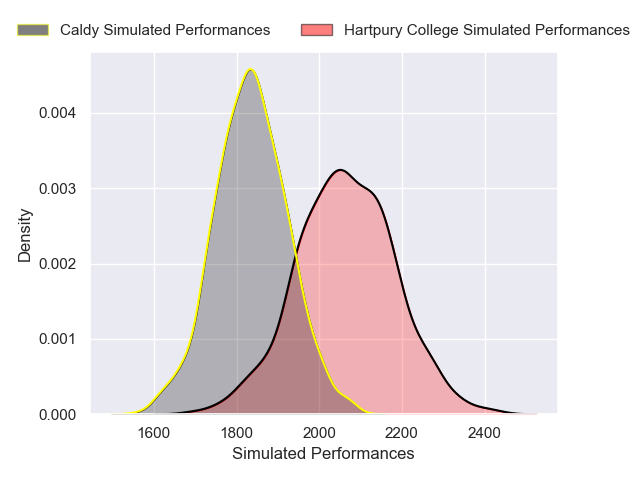 Caldy Simulated Performances Hartpury College Simulated Performances
0.004
0.003
0.002
0.001
0.000
Density
1600 1800 2000 2200 2400
Simulated Performances